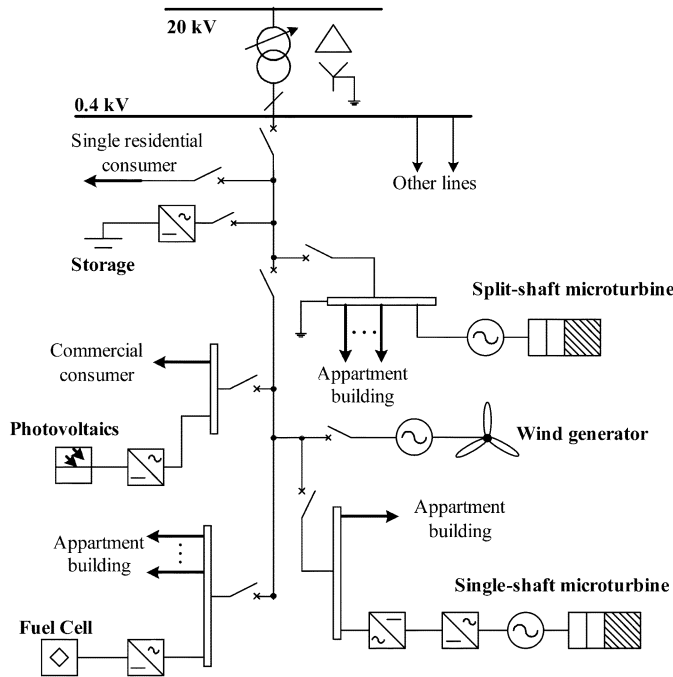 20 kV
0.4 kV
Single residential
consumer
Other lines
Storage
Split-shaft microturbine
Appartment
building
Commercial
consumer
Photovoltaics
Wind generator
Appartment
building
Appartment
building
Single-shaft microturbine
Fuel Cell